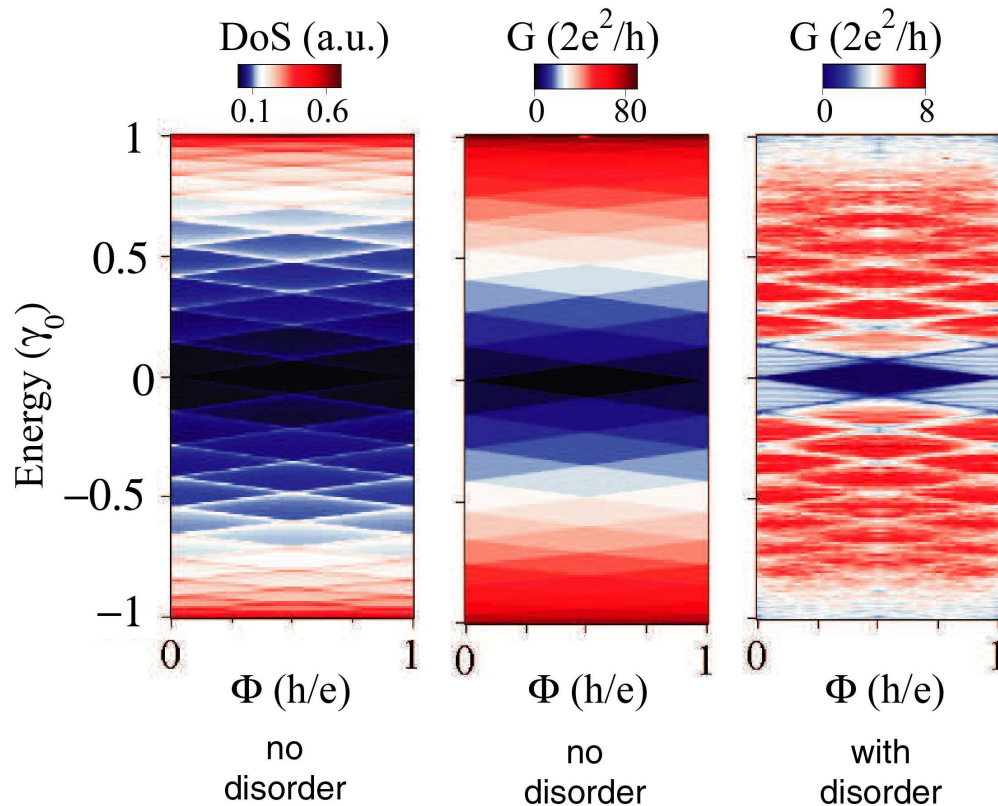 DoS (a.u.) G (2e²/h) G (2e²/h)
0.1 0.6 0 80 0 8
1
0.5
0
−0.5
−1
Energy (γ₀)
0 1 0 1 0 1
Φ (h/e) Φ (h/e) Φ (h/e)
no no with
disorder disorder disorder